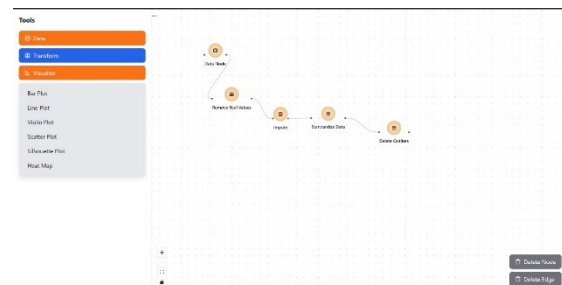 Tools
Data
Transform
Visualize
Bar Plot
Line Plot
Violin Plot
Scatter Plot
Silhouette Plot
Heat Map
Data Node
Remove Null Values
Impute
Standardize Data
Delete Outliers
Delete Node
Delete Edge